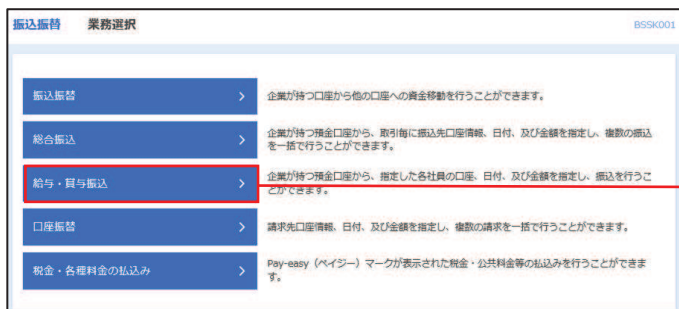 振込振替 業務選択 BSSK001
振込振替 企業が持つ口座から他の口座への資金移動を行うことができます。
総合振込 企業が持つ預金口座から、取引毎に振込先口座情報、日付、及び金額を指定し、複数の振込
を一括で行うことができます。
給与・賞与振込 企業が持つ預金口座から、指定した各社員の口座、日付、及び金額を指定し、振込を行うこ
とができます。
口座振替 請求先口座情報、日付、及び金額を指定し、複数の請求を一括で行うことができます。
税金・各種料金の払込み Pay-easy（ペイジー）マークが表示された税金・公共料金等の払込みを行うことができま
す。